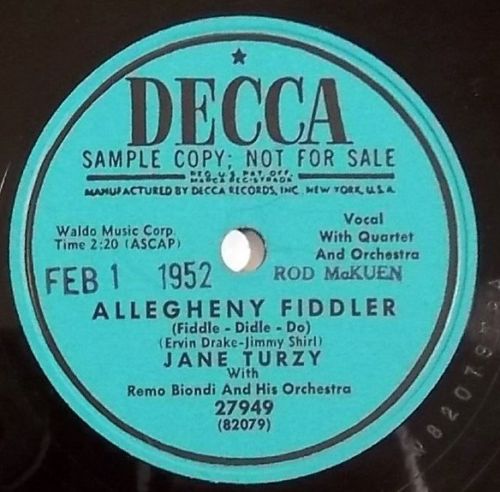 DECCA
SAMPLE COPY; NOT FOR SALE
REG. U.S. PAT. OFF.
MARCA REGISTRADA
MANUFACTURED BY DECCA RECORDS, INC., NEW YORK, U.S.A.
Waldo Music Corp.
Time 2:20 (ASCAP)
Vocal
With Quartet
And Orchestra
FEB 1 1952
ROD McKUEN
ALLEGHENY FIDDLER
(Fiddle - Didle - Do)
(Ervin Drake-Jimmy Shirl)
JANE TURZY
With
Remo Biondi And His Orchestra
27949
(82079)